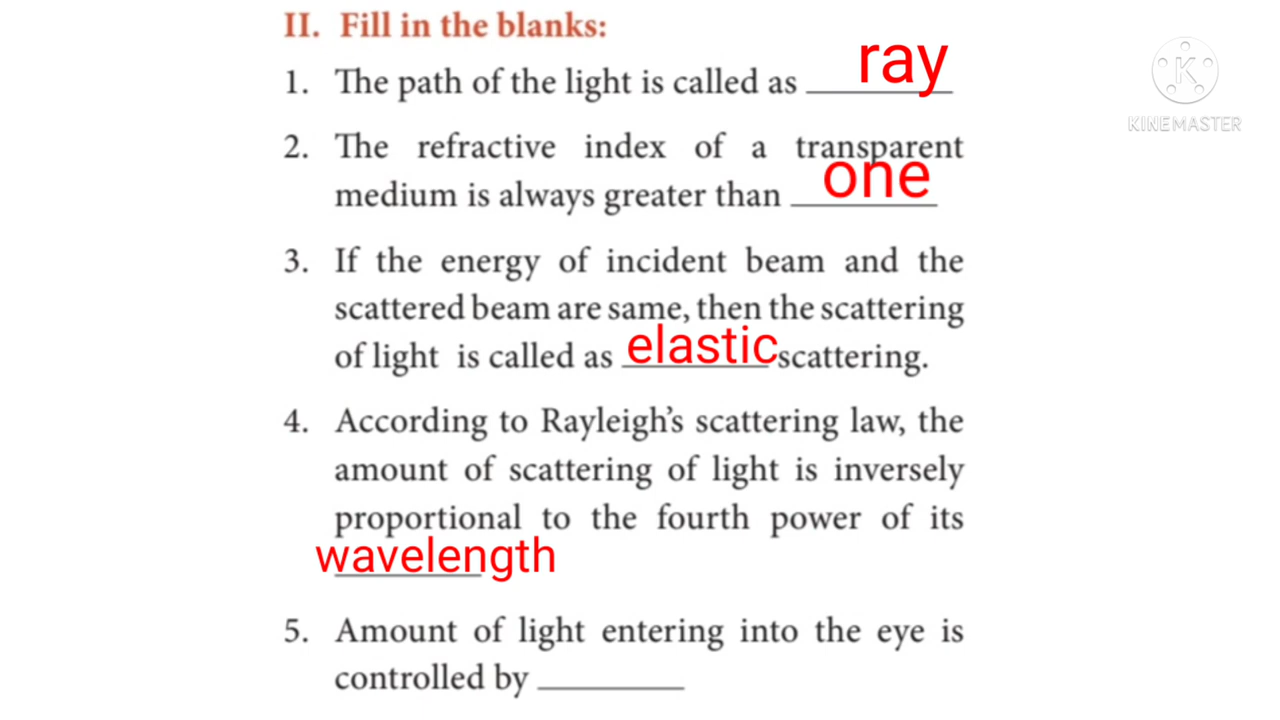 II. Fill in the blanks:
1. The path of the light is called as ray
KINEMASTER
2. The refractive index of a transparent
medium is always greater than one
3. If the energy of incident beam and the
scattered beam are same, then the scattering
of light is called as elastic scattering.
4. According to Rayleigh's scattering law, the
amount of scattering of light is inversely
proportional to the fourth power of its
wavelength
5. Amount of light entering into the eye is
controlled by